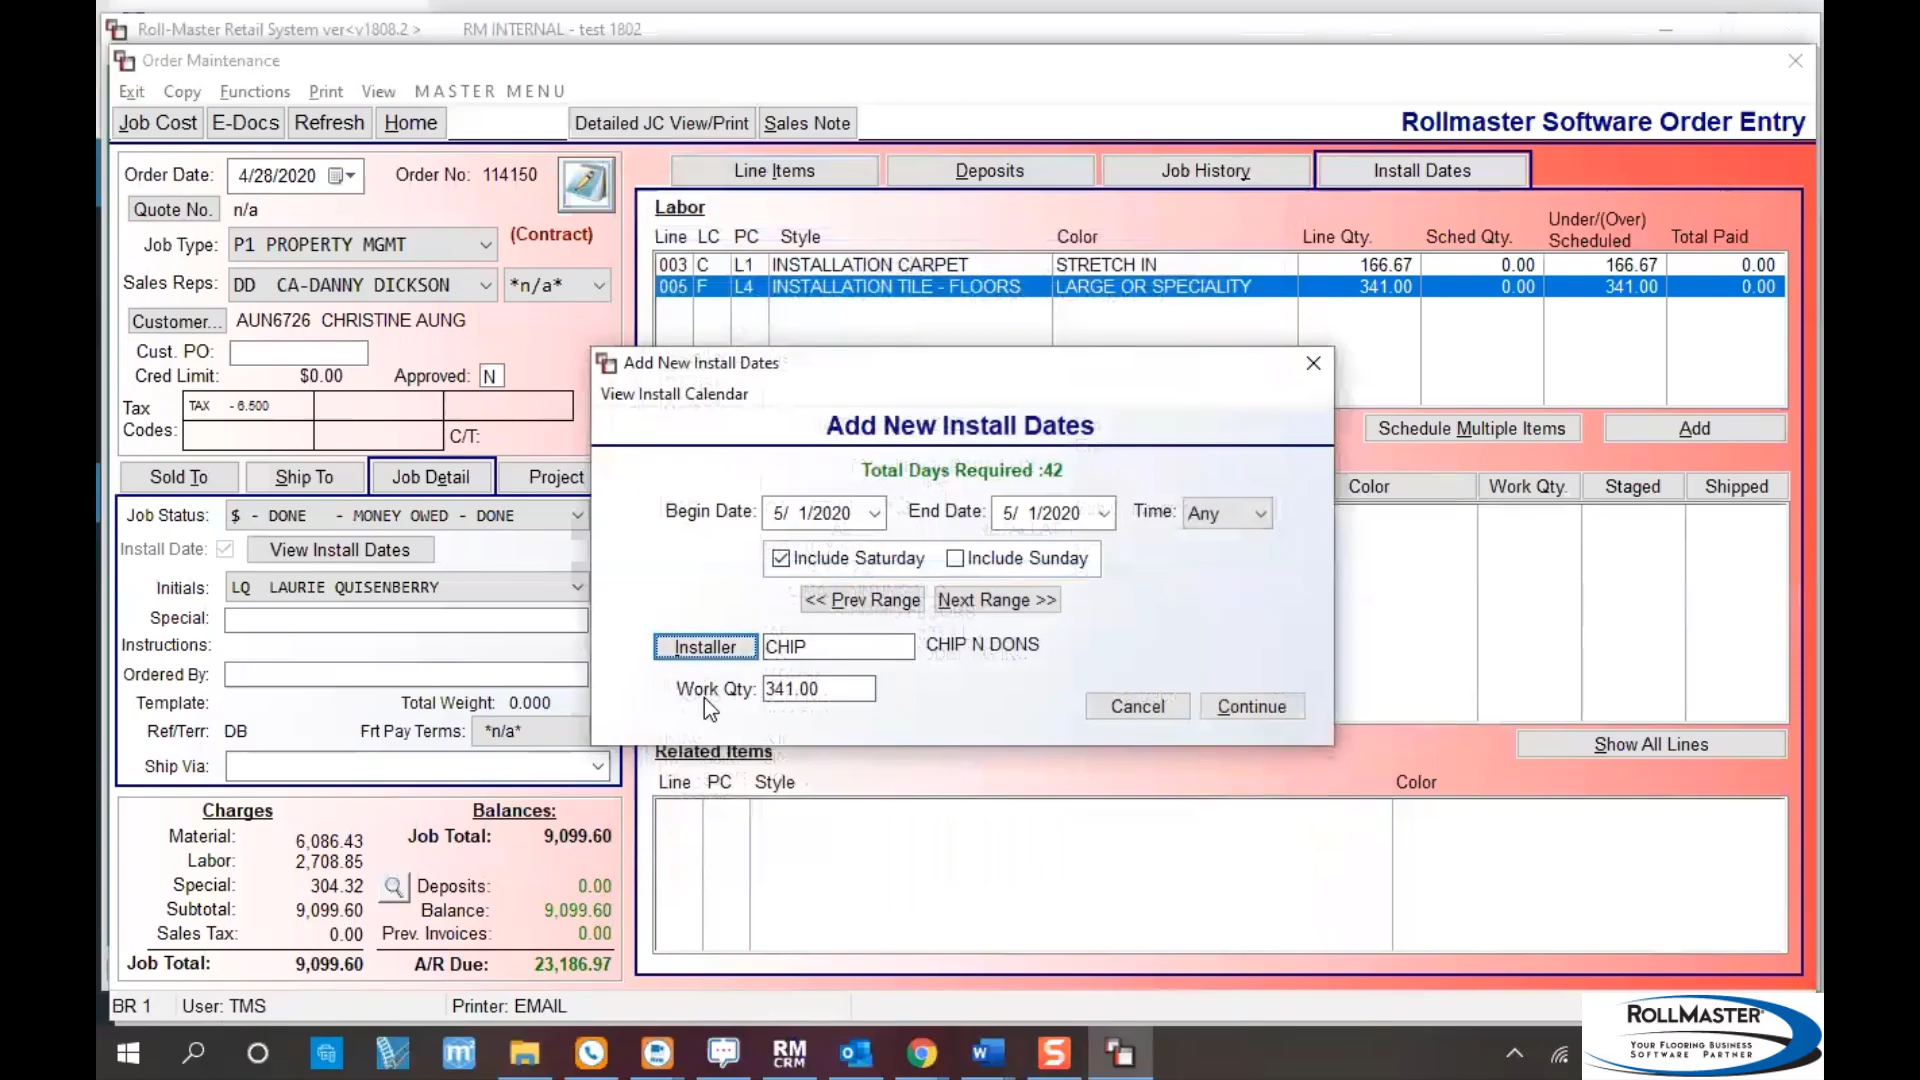 Roll-Master Retail System ver<v1808.2 > RM INTERNAL - test 1802
Order Maintenance
Exit Copy Functions Print View MASTER MENU
Job Cost E-Docs Refresh Home Detailed JC View/Print Sales Note Rollmaster Software Order Entry
Order Date: 4/28/2020 Order No: 114150
Quote No. n/a
Job Type: P1 PROPERTY MGMT (Contract)
Sales Reps: DD CA-DANNY DICKSON *n/a*
Customer... AUN6726 CHRISTINE AUNG
Cust. PO:
Cred Limit: $0.00 Approved: N
Tax Codes: TAX - 6.500
C/T:
Sold To Ship To Job Detail Project
Job Status: $ - DONE - MONEY OWED - DONE
Install Date: View Install Dates
Initials: LQ LAURIE QUISENBERRY
Special:
Instructions:
Ordered By:
Template: Total Weight: 0.000
Ref/Terr: DB Frt Pay Terms: *n/a*
Ship Via:
Charges Balances:
Material: 6,086.43 Job Total: 9,099.60
Labor: 2,708.85
Special: 304.32 Deposits: 0.00
Subtotal: 9,099.60 Balance: 9,099.60
Sales Tax: 0.00 Prev. Invoices: 0.00
Job Total: 9,099.60 A/R Due: 23,186.97
Line Items Deposits Job History Install Dates
Labor
Line LC PC Style Color Line Qty. Sched Qty. Under/(Over) Scheduled Total Paid
003 C L1 INSTALLATION CARPET STRETCH IN 166.67 0.00 166.67 0.00
005 F L4 INSTALLATION TILE - FLOORS LARGE OR SPECIALITY 341.00 0.00 341.00 0.00
Schedule Multiple Items Add
Color Work Qty. Staged Shipped
Add New Install Dates
View Install Calendar
Add New Install Dates
Total Days Required :42
Begin Date: 5/ 1/2020 End Date: 5/ 1/2020 Time: Any
Include Saturday Include Sunday
<< Prev Range Next Range >>
Installer CHIP CHIP N DONS
Work Qty: 341.00
Cancel Continue
Show All Lines
Related Items
Line PC Style Color
BR 1 User: TMS Printer: EMAIL
RM
CRM
ROLLMASTER
YOUR FLOORING BUSINESS
SOFTWARE PARTNER